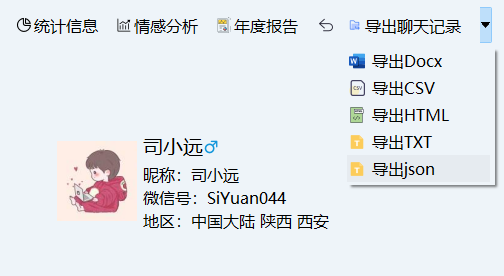 统计信息 情感分析 年度报告 导出聊天记录
导出Docx
导出CSV
导出HTML
导出TXT
导出json
司小远
昵称：司小远
微信号：SiYuan044
地区：中国大陆 陕西 西安